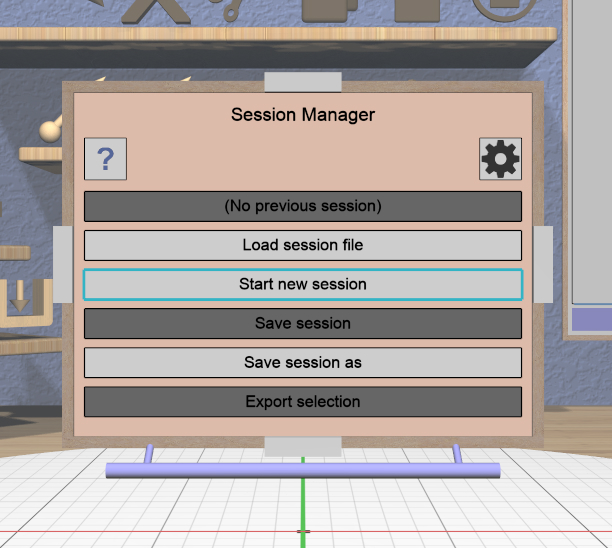 Session Manager
?
(No previous session)
Load session file
Start new session
Save session
Save session as
Export selection